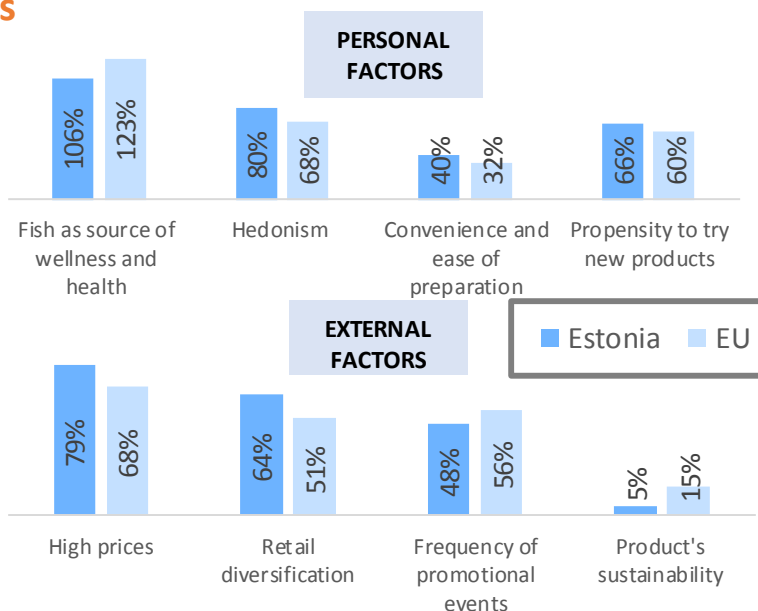 s
PERSONAL
FACTORS
106%
123%
80%
68%
40%
32%
66%
60%
Fish as source of
wellness and
health
Hedonism
Convenience and
ease of
preparation
Propensity to try
new products
EXTERNAL
FACTORS
Estonia
EU
79%
68%
64%
51%
48%
56%
5%
15%
High prices
Retail
diversification
Frequency of
promotional
events
Product's
sustainability